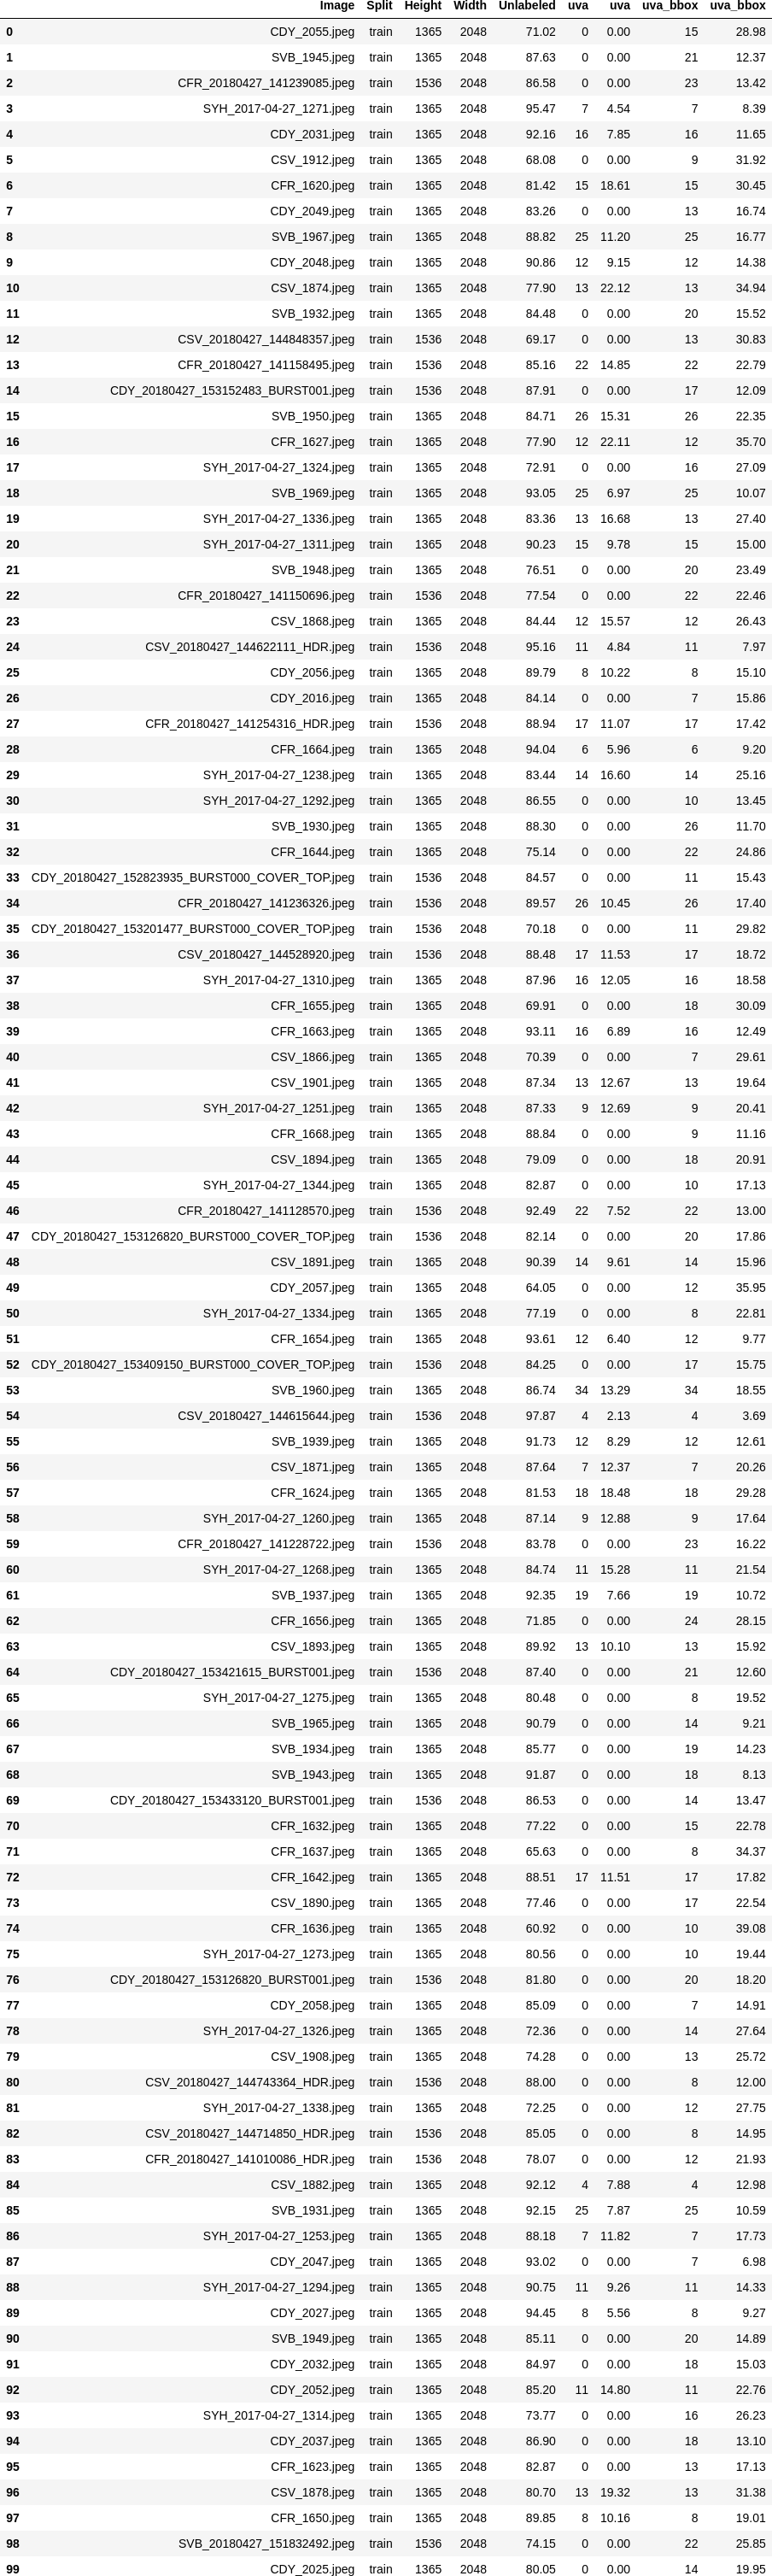 Image Split Height Width Unlabeled uva uva uva_bbox uva_bbox
0 CDY_2055.jpeg train 1365 2048 71.02 0 0.00 15 28.98
1 SVB_1945.jpeg train 1365 2048 87.63 0 0.00 21 12.37
2 CFR_20180427_141239085.jpeg train 1536 2048 86.58 0 0.00 23 13.42
3 SYH_2017-04-27_1271.jpeg train 1365 2048 95.47 7 4.54 7 8.39
4 CDY_2031.jpeg train 1365 2048 92.16 16 7.85 16 11.65
5 CSV_1912.jpeg train 1365 2048 68.08 0 0.00 9 31.92
6 CFR_1620.jpeg train 1365 2048 81.42 15 18.61 15 30.45
7 CDY_2049.jpeg train 1365 2048 83.26 0 0.00 13 16.74
8 SVB_1967.jpeg train 1365 2048 88.82 25 11.20 25 16.77
9 CDY_2048.jpeg train 1365 2048 90.86 12 9.15 12 14.38
10 CSV_1874.jpeg train 1365 2048 77.90 13 22.12 13 34.94
11 SVB_1932.jpeg train 1365 2048 84.48 0 0.00 20 15.52
12 CSV_20180427_144848357.jpeg train 1536 2048 69.17 0 0.00 13 30.83
13 CFR_20180427_141158495.jpeg train 1536 2048 85.16 22 14.85 22 22.79
14 CDY_20180427_153152483_BURST001.jpeg train 1536 2048 87.91 0 0.00 17 12.09
15 SVB_1950.jpeg train 1365 2048 84.71 26 15.31 26 22.35
16 CFR_1627.jpeg train 1365 2048 77.90 12 22.11 12 35.70
17 SYH_2017-04-27_1324.jpeg train 1365 2048 72.91 0 0.00 16 27.09
18 SVB_1969.jpeg train 1365 2048 93.05 25 6.97 25 10.07
19 SYH_2017-04-27_1336.jpeg train 1365 2048 83.36 13 16.68 13 27.40
20 SYH_2017-04-27_1311.jpeg train 1365 2048 90.23 15 9.78 15 15.00
21 SVB_1948.jpeg train 1365 2048 76.51 0 0.00 20 23.49
22 CFR_20180427_141150696.jpeg train 1536 2048 77.54 0 0.00 22 22.46
23 CSV_1868.jpeg train 1365 2048 84.44 12 15.57 12 26.43
24 CSV_20180427_144622111_HDR.jpeg train 1536 2048 95.16 11 4.84 11 7.97
25 CDY_2056.jpeg train 1365 2048 89.79 8 10.22 8 15.10
26 CDY_2016.jpeg train 1365 2048 84.14 0 0.00 7 15.86
27 CFR_20180427_141254316_HDR.jpeg train 1536 2048 88.94 17 11.07 17 17.42
28 CFR_1664.jpeg train 1365 2048 94.04 6 5.96 6 9.20
29 SYH_2017-04-27_1238.jpeg train 1365 2048 83.44 14 16.60 14 25.16
30 SYH_2017-04-27_1292.jpeg train 1365 2048 86.55 0 0.00 10 13.45
31 SVB_1930.jpeg train 1365 2048 88.30 0 0.00 26 11.70
32 CFR_1644.jpeg train 1365 2048 75.14 0 0.00 22 24.86
33 CDY_20180427_152823935_BURST000_COVER_TOP.jpeg train 1536 2048 84.57 0 0.00 11 15.43
34 CFR_20180427_141236326.jpeg train 1536 2048 89.57 26 10.45 26 17.40
35 CDY_20180427_153201477_BURST000_COVER_TOP.jpeg train 1536 2048 70.18 0 0.00 11 29.82
36 CSV_20180427_144528920.jpeg train 1536 2048 88.48 17 11.53 17 18.72
37 SYH_2017-04-27_1310.jpeg train 1365 2048 87.96 16 12.05 16 18.58
38 CFR_1655.jpeg train 1365 2048 69.91 0 0.00 18 30.09
39 CFR_1663.jpeg train 1365 2048 93.11 16 6.89 16 12.49
40 CSV_1866.jpeg train 1365 2048 70.39 0 0.00 7 29.61
41 CSV_1901.jpeg train 1365 2048 87.34 13 12.67 13 19.64
42 SYH_2017-04-27_1251.jpeg train 1365 2048 87.33 9 12.69 9 20.41
43 CFR_1668.jpeg train 1365 2048 88.84 0 0.00 9 11.16
44 CSV_1894.jpeg train 1365 2048 79.09 0 0.00 18 20.91
45 SYH_2017-04-27_1344.jpeg train 1365 2048 82.87 0 0.00 10 17.13
46 CFR_20180427_141128570.jpeg train 1536 2048 92.49 22 7.52 22 13.00
47 CDY_20180427_153126820_BURST000_COVER_TOP.jpeg train 1536 2048 82.14 0 0.00 20 17.86
48 CSV_1891.jpeg train 1365 2048 90.39 14 9.61 14 15.96
49 CDY_2057.jpeg train 1365 2048 64.05 0 0.00 12 35.95
50 SYH_2017-04-27_1334.jpeg train 1365 2048 77.19 0 0.00 8 22.81
51 CFR_1654.jpeg train 1365 2048 93.61 12 6.40 12 9.77
52 CDY_20180427_153409150_BURST000_COVER_TOP.jpeg train 1536 2048 84.25 0 0.00 17 15.75
53 SVB_1960.jpeg train 1365 2048 86.74 34 13.29 34 18.55
54 CSV_20180427_144615644.jpeg train 1536 2048 97.87 4 2.13 4 3.69
55 SVB_1939.jpeg train 1365 2048 91.73 12 8.29 12 12.61
56 CSV_1871.jpeg train 1365 2048 87.64 7 12.37 7 20.26
57 CFR_1624.jpeg train 1365 2048 81.53 18 18.48 18 29.28
58 SYH_2017-04-27_1260.jpeg train 1365 2048 87.14 9 12.88 9 17.64
59 CFR_20180427_141228722.jpeg train 1536 2048 83.78 0 0.00 23 16.22
60 SYH_2017-04-27_1268.jpeg train 1365 2048 84.74 11 15.28 11 21.54
61 SVB_1937.jpeg train 1365 2048 92.35 19 7.66 19 10.72
62 CFR_1656.jpeg train 1365 2048 71.85 0 0.00 24 28.15
63 CSV_1893.jpeg train 1365 2048 89.92 13 10.10 13 15.92
64 CDY_20180427_153421615_BURST001.jpeg train 1536 2048 87.40 0 0.00 21 12.60
65 SYH_2017-04-27_1275.jpeg train 1365 2048 80.48 0 0.00 8 19.52
66 SVB_1965.jpeg train 1365 2048 90.79 0 0.00 14 9.21
67 SVB_1934.jpeg train 1365 2048 85.77 0 0.00 19 14.23
68 SVB_1943.jpeg train 1365 2048 91.87 0 0.00 18 8.13
69 CDY_20180427_153433120_BURST001.jpeg train 1536 2048 86.53 0 0.00 14 13.47
70 CFR_1632.jpeg train 1365 2048 77.22 0 0.00 15 22.78
71 CFR_1637.jpeg train 1365 2048 65.63 0 0.00 8 34.37
72 CFR_1642.jpeg train 1365 2048 88.51 17 11.51 17 17.82
73 CSV_1890.jpeg train 1365 2048 77.46 0 0.00 17 22.54
74 CFR_1636.jpeg train 1365 2048 60.92 0 0.00 10 39.08
75 SYH_2017-04-27_1273.jpeg train 1365 2048 80.56 0 0.00 10 19.44
76 CDY_20180427_153126820_BURST001.jpeg train 1536 2048 81.80 0 0.00 20 18.20
77 CDY_2058.jpeg train 1365 2048 85.09 0 0.00 7 14.91
78 SYH_2017-04-27_1326.jpeg train 1365 2048 72.36 0 0.00 14 27.64
79 CSV_1908.jpeg train 1365 2048 74.28 0 0.00 13 25.72
80 CSV_20180427_144743364_HDR.jpeg train 1536 2048 88.00 0 0.00 8 12.00
81 SYH_2017-04-27_1338.jpeg train 1365 2048 72.25 0 0.00 12 27.75
82 CSV_20180427_144714850_HDR.jpeg train 1536 2048 85.05 0 0.00 8 14.95
83 CFR_20180427_141010086_HDR.jpeg train 1536 2048 78.07 0 0.00 12 21.93
84 CSV_1882.jpeg train 1365 2048 92.12 4 7.88 4 12.98
85 SVB_1931.jpeg train 1365 2048 92.15 25 7.87 25 10.59
86 SYH_2017-04-27_1253.jpeg train 1365 2048 88.18 7 11.82 7 17.73
87 CDY_2047.jpeg train 1365 2048 93.02 0 0.00 7 6.98
88 SYH_2017-04-27_1294.jpeg train 1365 2048 90.75 11 9.26 11 14.33
89 CDY_2027.jpeg train 1365 2048 94.45 8 5.56 8 9.27
90 SVB_1949.jpeg train 1365 2048 85.11 0 0.00 20 14.89
91 CDY_2032.jpeg train 1365 2048 84.97 0 0.00 18 15.03
92 CDY_2052.jpeg train 1365 2048 85.20 11 14.80 11 22.76
93 SYH_2017-04-27_1314.jpeg train 1365 2048 73.77 0 0.00 16 26.23
94 CDY_2037.jpeg train 1365 2048 86.90 0 0.00 18 13.10
95 CFR_1623.jpeg train 1365 2048 82.87 0 0.00 13 17.13
96 CSV_1878.jpeg train 1365 2048 80.70 13 19.32 13 31.38
97 CFR_1650.jpeg train 1365 2048 89.85 8 10.16 8 19.01
98 SVB_20180427_151832492.jpeg train 1536 2048 74.15 0 0.00 22 25.85
99 CDY_2025.jpeg train 1365 2048 80.05 0 0.00 14 19.95